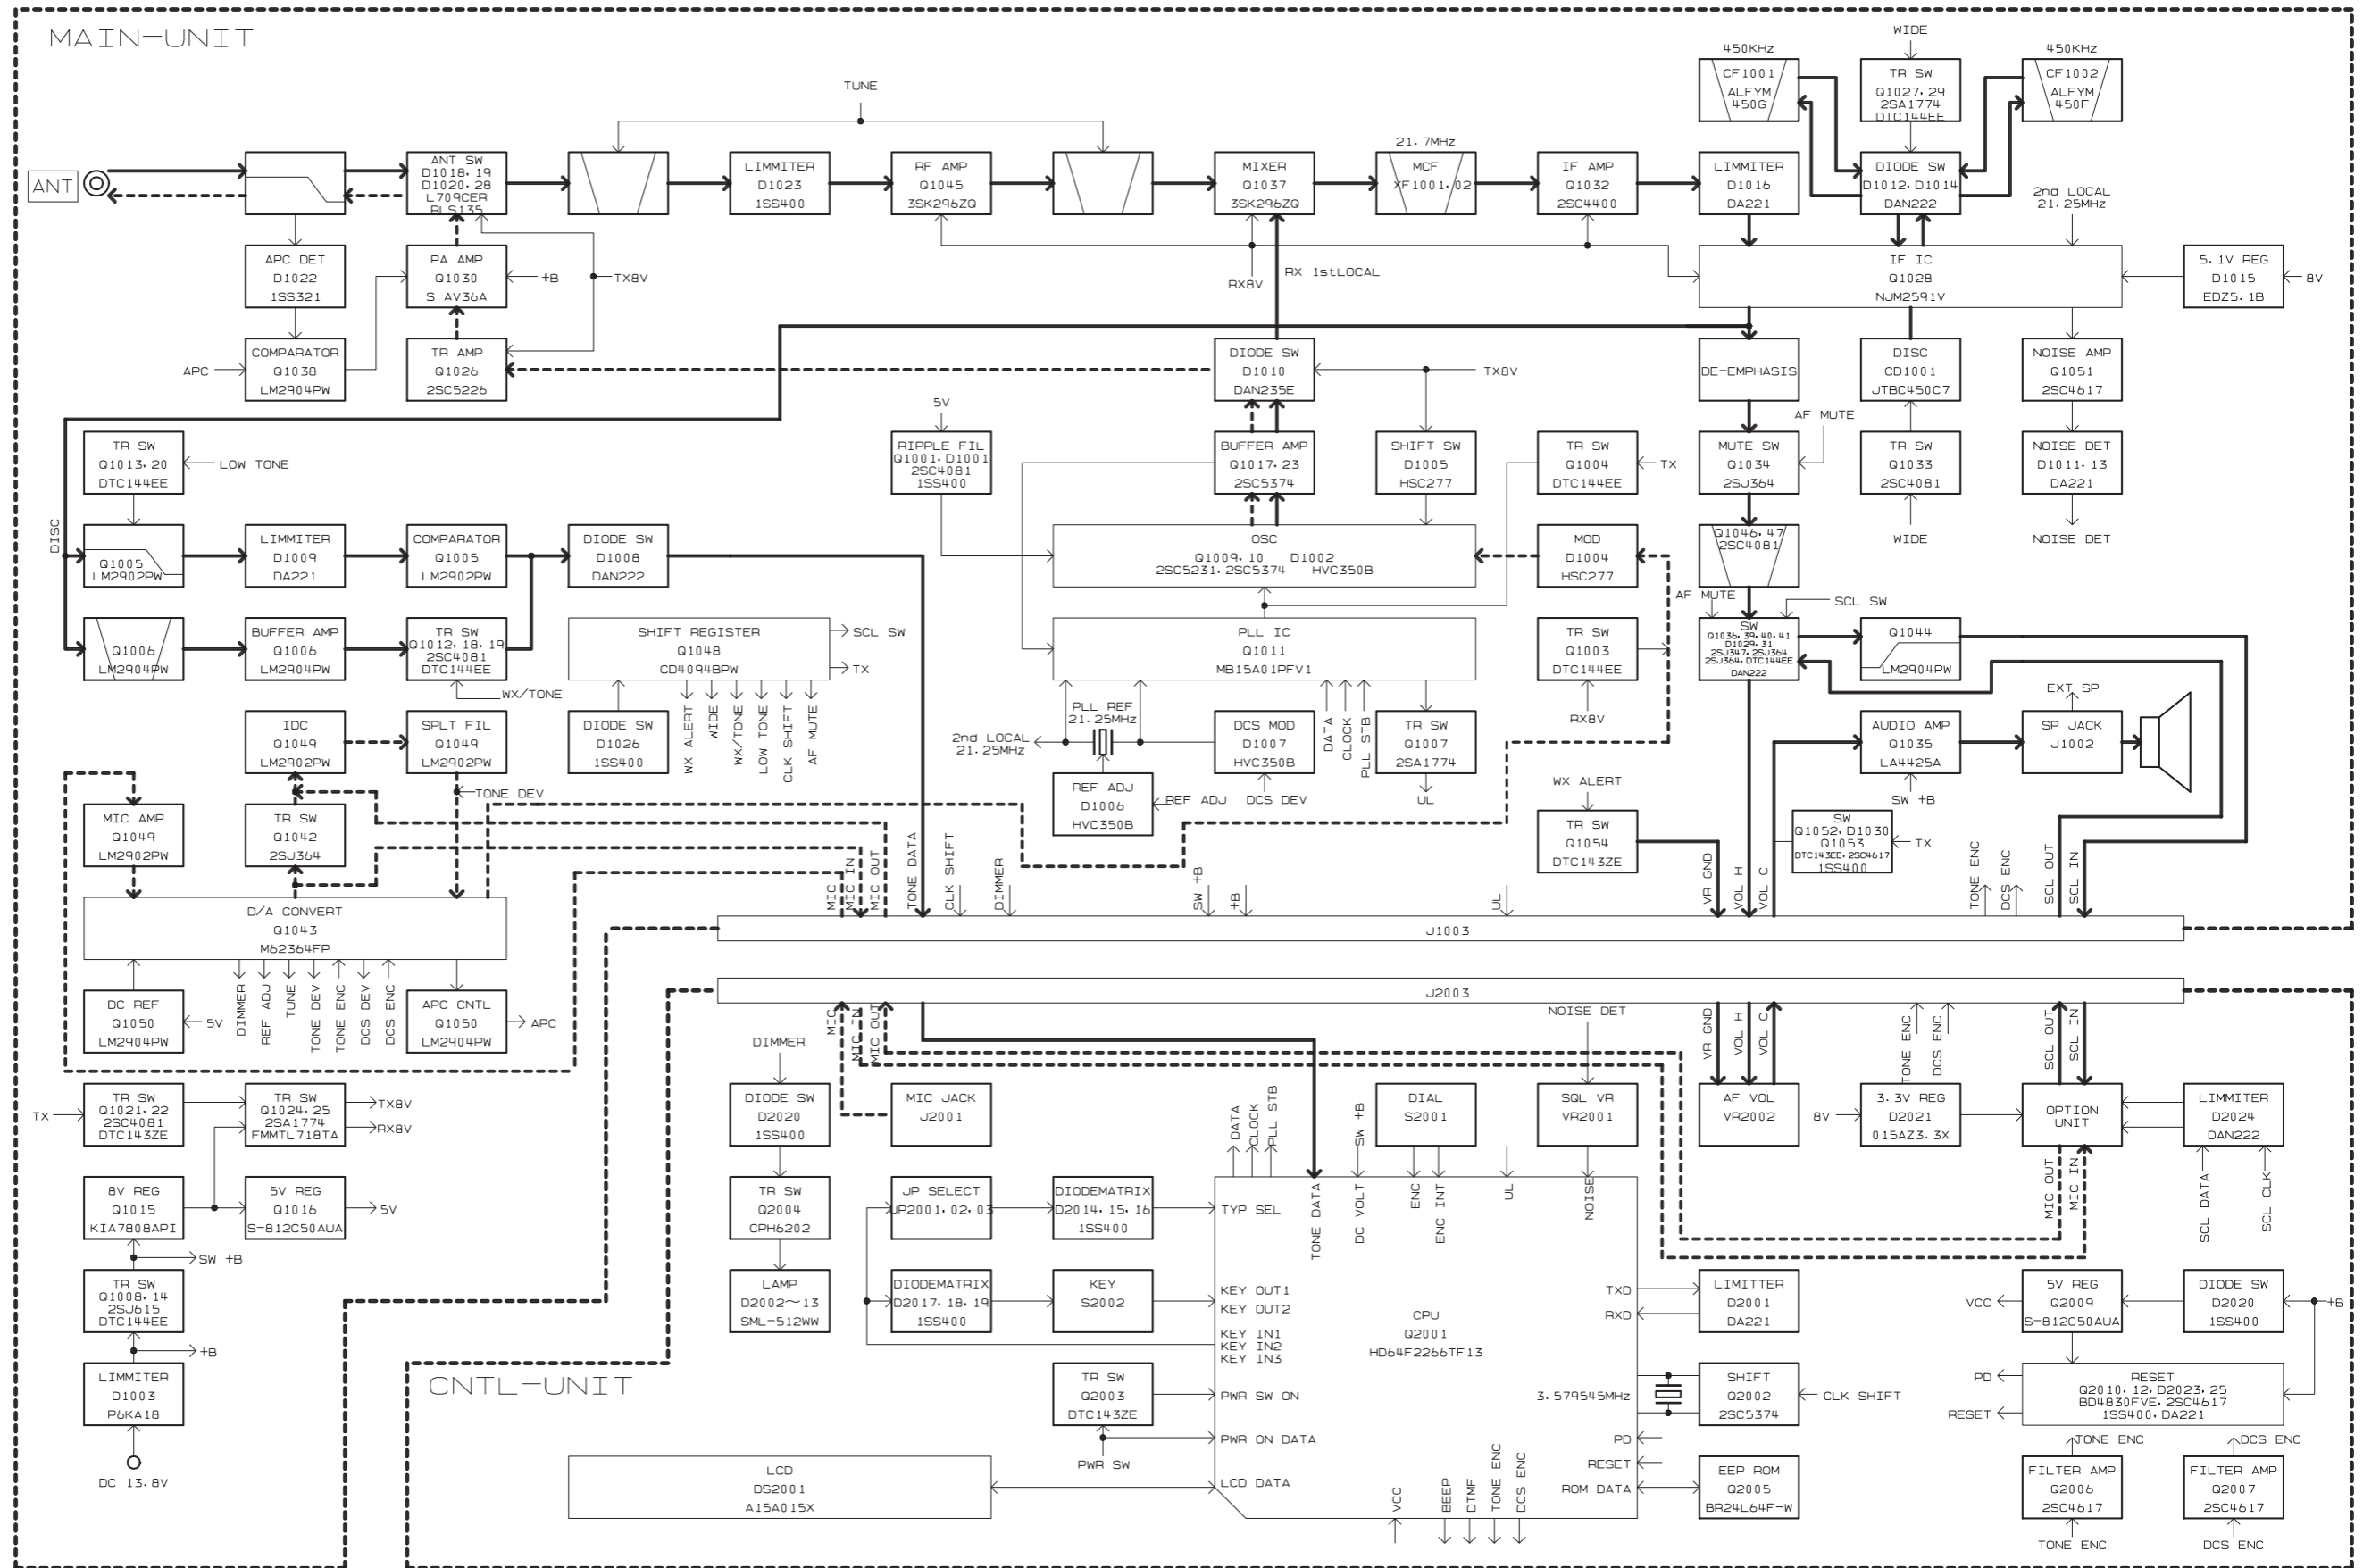 MAIN-UNIT
WIDE
450KHz
450KHz
CF1001
ALFYM
450G
TR SW
Q1027,29
2SA1774
DTC144EE
CF1002
ALFYM
450F
TUNE
ANT
ANT SW
D1018,19
D1020,28
L709CER
RLS135
LIMMITER
D1023
1SS400
RF AMP
Q1045
3SK296ZQ
MIXER
Q1037
3SK296ZQ
21.7MHz
MCF
XF1001,02
IF AMP
Q1032
2SC4400
LIMMITER
D1016
DA221
DIODE SW
D1012,D1014
DAN222
2nd LOCAL
21.25MHz
APC DET
D1022
1SS321
PA AMP
Q1030
S-AV36A
+B
TX8V
RX8V
RX 1stLOCAL
IF IC
Q1028
NJM2591V
5.1V REG
D1015
EDZ5.1B
8V
APC
COMPARATOR
Q1038
LM2904PW
TR AMP
Q1026
2SC5226
DIODE SW
D1010
DAN235E
TX8V
DE-EMPHASIS
DISC
CD1001
JTBC450C7
NOISE AMP
Q1051
2SC4617
5V
AF MUTE
TR SW
Q1013,20
DTC144EE
LOW TONE
RIPPLE FIL
Q1001,D1001
2SC4081
1SS400
BUFFER AMP
Q1017,23
2SC5374
SHIFT SW
D1005
HSC277
TR SW
Q1004
DTC144EE
TX
MUTE SW
Q1034
2SJ364
TR SW
Q1033
2SC4081
NOISE DET
D1011,13
DA221
DISC
Q1005
LM2902PW
LIMMITER
D1009
DA221
COMPARATOR
Q1005
LM2902PW
DIODE SW
D1008
DAN222
OSC
Q1009,10 D1002
2SC5231,2SC5374 HVC350B
MOD
D1004
HSC277
Q1046,47
2SC4081
WIDE
NOISE DET
AF MUTE
SCL SW
Q1006
LM2904PW
BUFFER AMP
Q1006
LM2904PW
TR SW
Q1012,18,19
2SC4081
DTC144EE
WX/TONE
SHIFT REGISTER
Q1048
CD4094BPW
SCL SW
TX
PLL IC
Q1011
MB15A01PFV1
TR SW
Q1003
DTC144EE
RX8V
SW
Q1036,39,40,41
D1029,31
2SJ347,2SJ364
2SJ364,DTC144EE
DAN222
Q1044
LM2904PW
IDC
Q1049
LM2902PW
SPLT FIL
Q1049
LM2902PW
DIODE SW
D1026
1SS400
WX ALERT
WIDE
WX/TONE
LOW TONE
CLK SHIFT
AF MUTE
2nd LOCAL
21.25MHz
PLL REF
21.25MHz
DCS MOD
D1007
HVC350B
DATA
CLOCK
PLL STB
TR SW
Q1007
2SA1774
EXT SP
AUDIO AMP
Q1035
LA4425A
SP JACK
J1002
TONE DEV
REF ADJ
D1006
HVC350B
REF ADJ
DCS DEV
UL
WX ALERT
SW +B
MIC AMP
Q1049
LM2902PW
TR SW
Q1042
2SJ364
TR SW
Q1054
DTC143ZE
SW
Q1052,D1030
Q1053
DTC143EE,2SC4617
1SS400
TX
MIC
MIC IN
MIC OUT
TONE DATA
CLK SHIFT
DIMMER
SW +B
+B
UL
VR GND
VOL H
VOL C
TONE ENC
DCS ENC
SCL OUT
SCL IN
D/A CONVERT
Q1043
M62364FP
J1003
DC REF
Q1050
LM2904PW
5V
DIMMER
REF ADJ
TUNE
TONE DEV
TONE ENC
DCS DEV
DCS ENC
APC CNTL
Q1050
LM2904PW
APC
J2003
MIC
MIC IN
MIC OUT
NOISE DET
VR GND
VOL H
VOL C
TONE ENC
DCS ENC
SCL OUT
SCL IN
DIMMER
TX
TR SW
Q1021,22
2SC4081
DTC143ZE
TR SW
Q1024,25
2SA1774
FMMTL718TA
TX8V
RX8V
DIODE SW
D2020
1SS400
MIC JACK
J2001
DATA
CLOCK
PLL STB
SW +B
DIAL
S2001
SQL VR
VR2001
AF VOL
VR2002
8V
3.3V REG
D2021
015AZ3.3X
OPTION
UNIT
LIMMITER
D2024
DAN222
8V REG
Q1015
KIA7808API
5V REG
Q1016
S-812C50AUA
5V
TR SW
Q2004
CPH6202
JP SELECT
JP2001,02,03
DIODEMATRIX
D2014,15,16
1SS400
TYP SEL
TONE DATA
DC VOLT
ENC
ENC INT
UL
NOISE
MIC OUT
MIC IN
SCL DATA
SCL CLK
SW +B
TR SW
Q1008,14
2SJ615
DTC144EE
LAMP
D2002~13
SML-512WW
DIODEMATRIX
D2017,18,19
1SS400
KEY
S2002
KEY OUT1
KEY OUT2
KEY IN1
KEY IN2
KEY IN3
CPU
Q2001
HD64F2266TF13
TXD
RXD
LIMITTER
D2001
DA221
VCC
5V REG
Q2009
S-812C50AUA
DIODE SW
D2020
1SS400
+B
+B
LIMMITER
D1003
P6KA18
CNTL-UNIT
TR SW
Q2003
DTC143ZE
PWR SW ON
3.579545MHz
SHIFT
Q2002
2SC5374
CLK SHIFT
PD
RESET
RESET
Q2010,12,D2023,25
BD4830FVE,2SC4617
1SS400,DA221
PWR ON DATA
PWR SW
PD
RESET
TONE ENC
DCS ENC
DC 13.8V
LCD
DS2001
A15A015X
LCD DATA
VCC
BEEP
DTMF
TONE ENC
DCS ENC
ROM DATA
EEP ROM
Q2005
BR24L64F-W
FILTER AMP
Q2006
2SC4617
FILTER AMP
Q2007
2SC4617
TONE ENC
DCS ENC